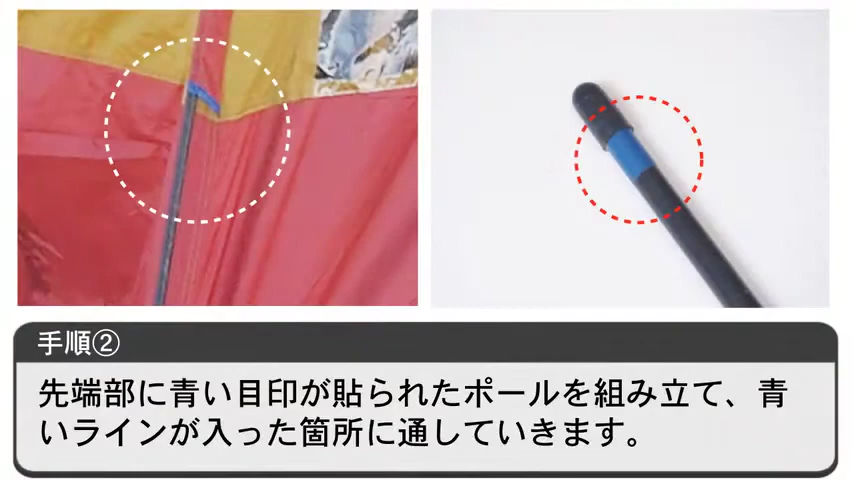 手順②
先端部に青い目印が貼られたポールを組み立て、青
いラインが入った箇所に通していきます。